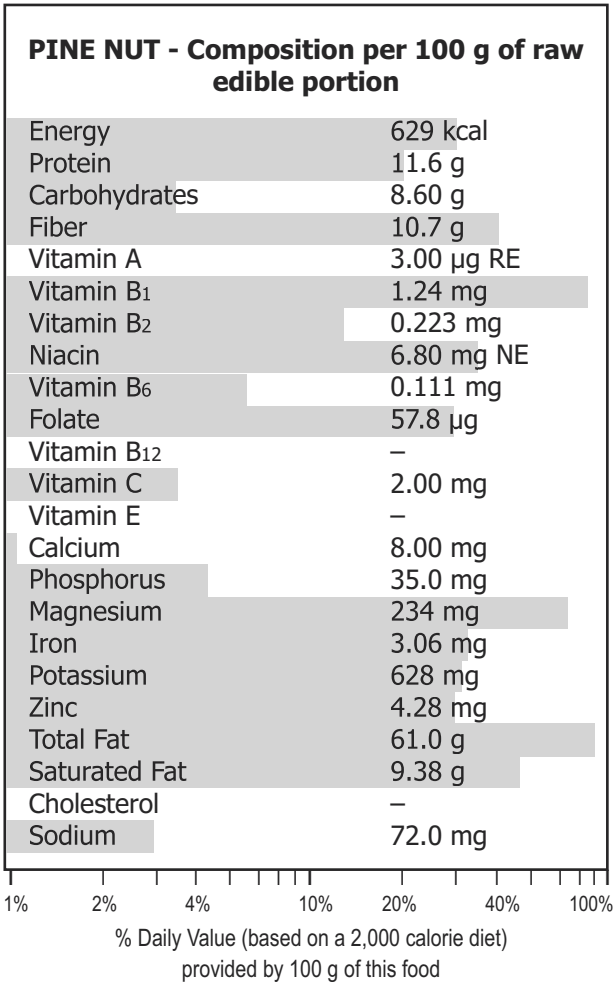 PINE NUT - Composition per 100 g of raw
edible portion
Energy 629 kcal
Protein 11.6 g
Carbohydrates 8.60 g
Fiber 10.7 g
Vitamin A 3.00 µg RE
Vitamin B1 1.24 mg
Vitamin B2 0.223 mg
Niacin 6.80 mg NE
Vitamin B6 0.111 mg
Folate 57.8 µg
Vitamin B12 –
Vitamin C 2.00 mg
Vitamin E –
Calcium 8.00 mg
Phosphorus 35.0 mg
Magnesium 234 mg
Iron 3.06 mg
Potassium 628 mg
Zinc 4.28 mg
Total Fat 61.0 g
Saturated Fat 9.38 g
Cholesterol –
Sodium 72.0 mg
1% 2% 4% 10% 20% 40% 100%
% Daily Value (based on a 2,000 calorie diet)
provided by 100 g of this food